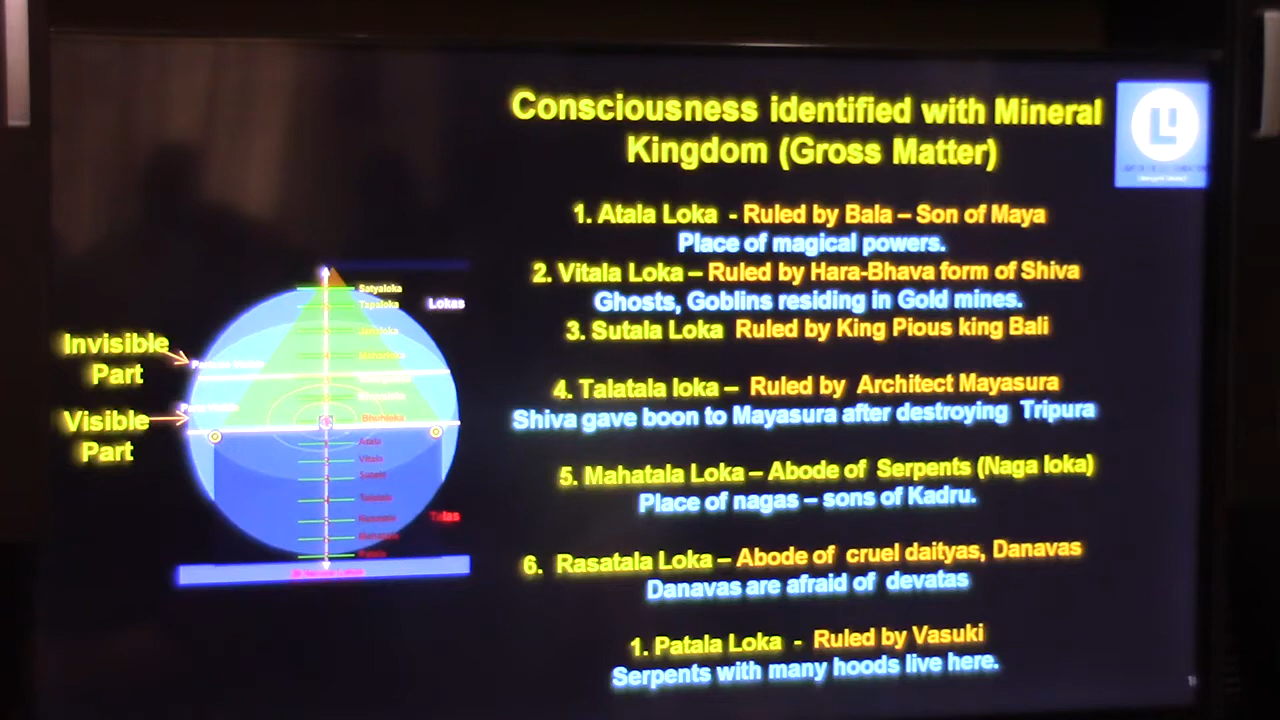 Consciousness identified with Mineral
Kingdom (Gross Matter)
1. Atala Loka - Ruled by Bala – Son of Maya
Place of magical powers.
2. Vitala Loka – Ruled by Hara-Bhava form of Shiva
Ghosts, Goblins residing in Gold mines.
3. Sutala Loka Ruled by King Pious king Bali
4. Talatala loka – Ruled by Architect Mayasura
Shiva gave boon to Mayasura after destroying Tripura
5. Mahatala Loka – Abode of Serpents (Naga loka)
Place of nagas – sons of Kadru.
6. Rasatala Loka – Abode of cruel daityas, Danavas
Danavas are afraid of devatas
1. Patala Loka - Ruled by Vasuki
Serpents with many hoods live here.
Invisible
Part
Visible
Part
Satyaloka
Tapaloka
Lokas
Bhuhloka
Atala
Vitala
Sutala
Talas